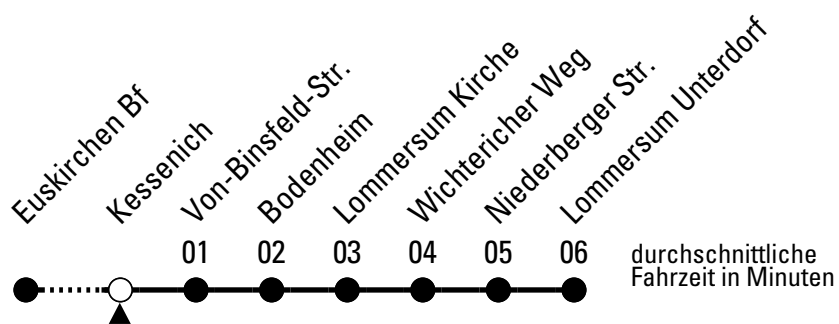 Euskirchen Bf
Kessenich
Von-Binsfeld-Str.
Bodenheim
Lommersum Kirche
Wichtericher Weg
Niederberger Str.
Lommersum Unterdorf
01 02 03 04 05 06
durchschnittliche
Fahrzeit in Minuten